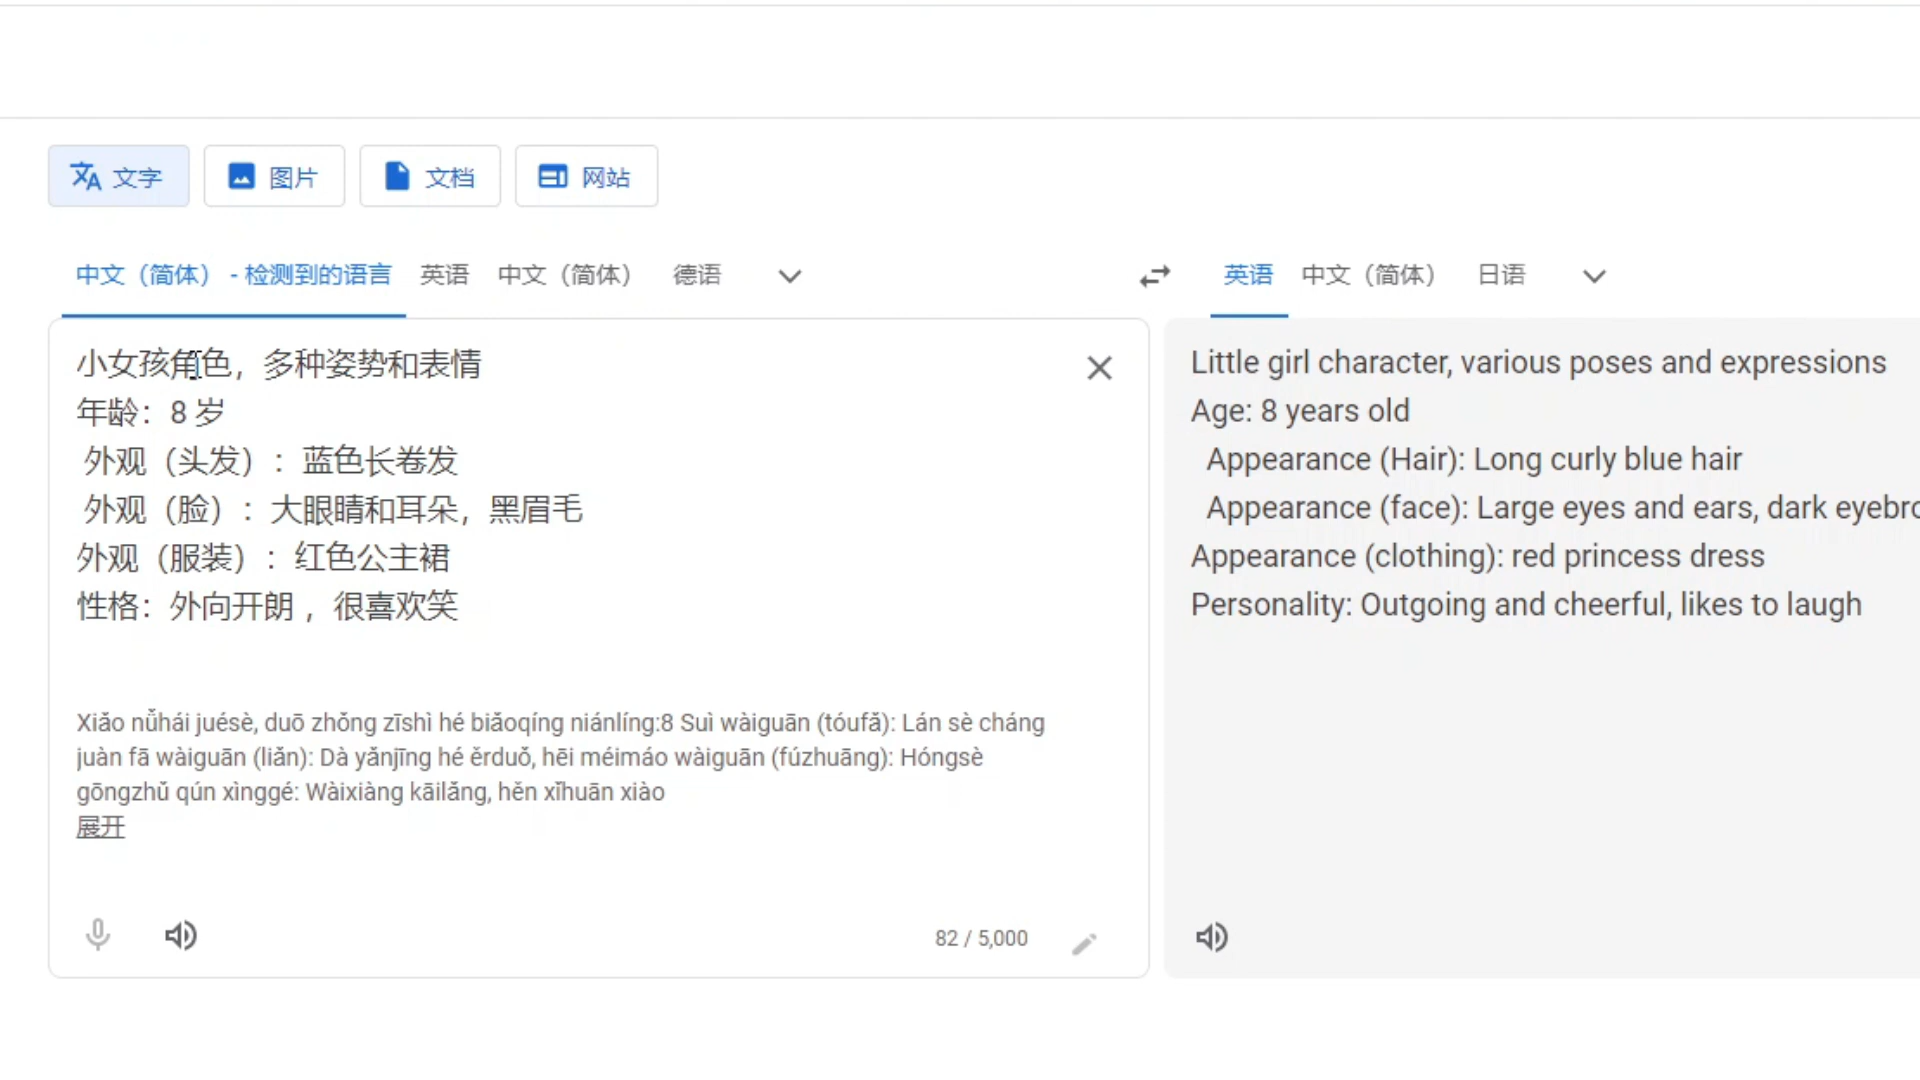 文字 图片 文档 网站
中文（简体） - 检测到的语言 英语 中文（简体） 德语
英语 中文（简体） 日语
小女孩角色，多种姿势和表情
年龄：8 岁
外观（头发）：蓝色长卷发
外观（脸）：大眼睛和耳朵，黑眉毛
外观（服装）：红色公主裙
性格：外向开朗 ，很喜欢笑
Xiǎo nǚhái juésè, duō zhǒng zīshì hé biǎoqíng niánlíng:8 Suì wàiguān (tóufǎ): Lán sè cháng
juàn fā wàiguān (liǎn): Dà yǎnjīng hé ěrduǒ, hēi méimáo wàiguān (fúzhuāng): Hóngsè
gōngzhǔ qún xìnggé: Wàixiàng kāilǎng, hěn xǐhuān xiào
展开
82 / 5,000
Little girl character, various poses and expressions
Age: 8 years old
Appearance (Hair): Long curly blue hair
Appearance (face): Large eyes and ears, dark
Appearance (clothing): red princess dress
Personality: Outgoing and cheerful, likes to laugh